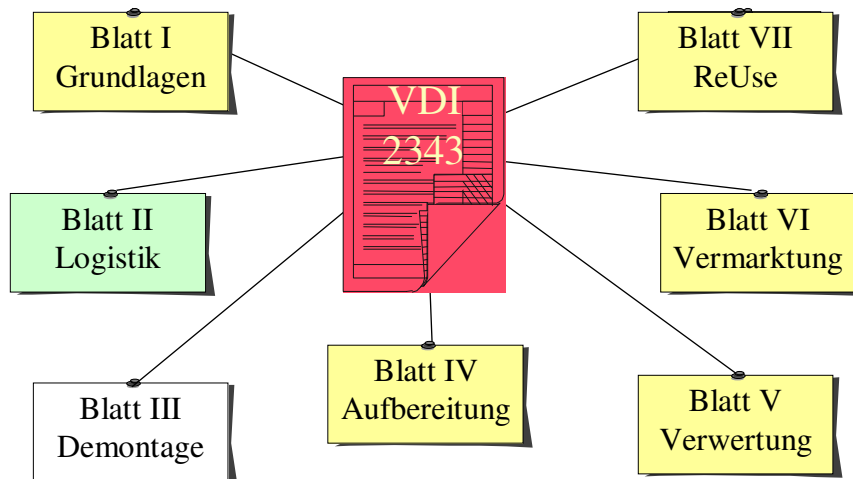 Blatt I
Grundlagen
VDI
2343
Blatt VII
ReUse
Blatt II
Logistik
Blatt VI
Vermarktung
Blatt III
Demontage
Blatt IV
Aufbereitung
Blatt V
Verwertung